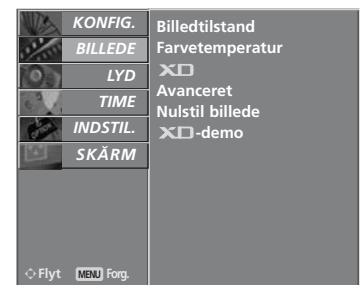 KONFIG.
BILLEDE
LYD
TIME
INDSTIL.
SKÄRM
Billedtilstand
Farvetemperatur
XD
Avanceret
Nulstil billede
XD-demo
Flyt MENU Forg.